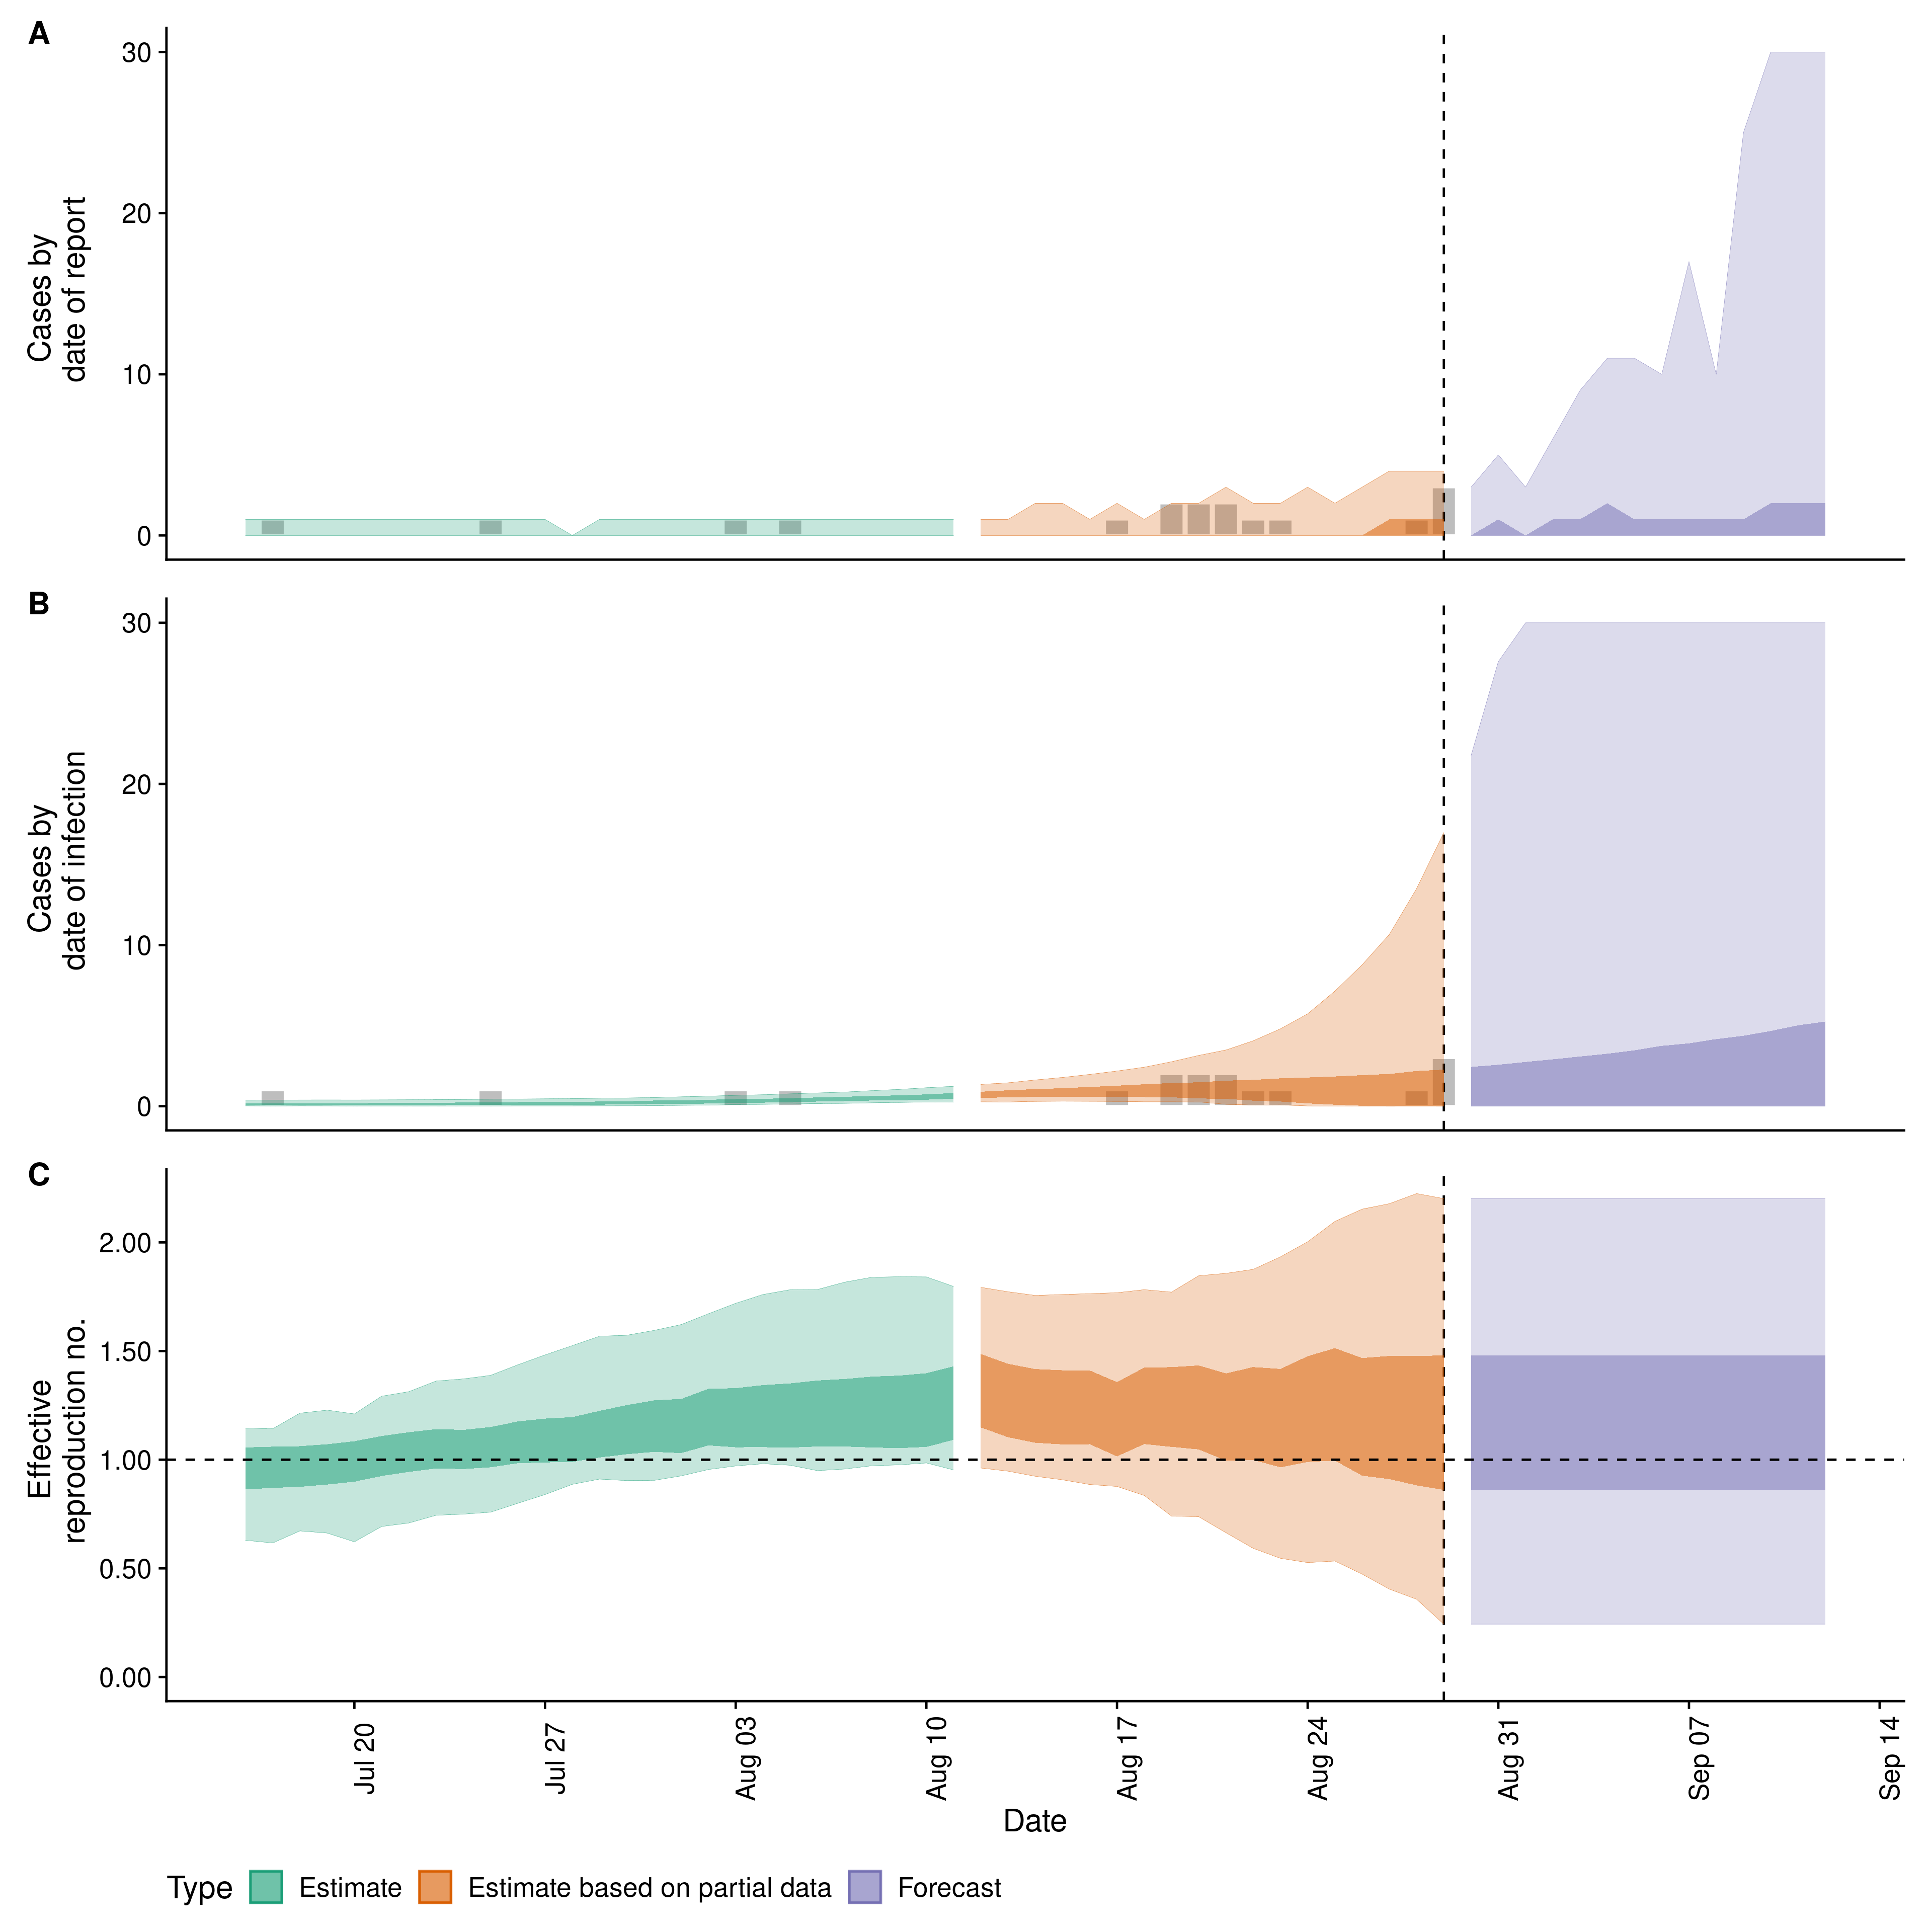 A
30
20
10
0
Cases by
date of report
B
30
20
10
0
Cases by
date of infection
C
2.00
1.50
1.00
0.50
0.00
Effective
reproduction no.
Jul 20
Jul 27
Aug 03
Aug 10
Aug 17
Aug 24
Aug 31
Sep 07
Sep 14
Date
Type Estimate Estimate based on partial data Forecast